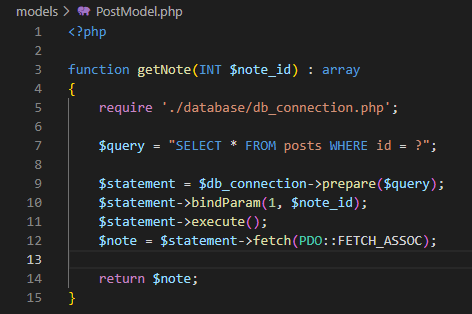 models > PostModel.php
1 <?php
2
3 function getNote(INT $note_id) : array
4 {
5     require './database/db_connection.php';
6
7     $query = "SELECT * FROM posts WHERE id = ?";
8
9     $statement = $db_connection->prepare($query);
10     $statement->bindParam(1, $note_id);
11     $statement->execute();
12     $note = $statement->fetch(PDO::FETCH_ASSOC);
13
14     return $note;
15 }